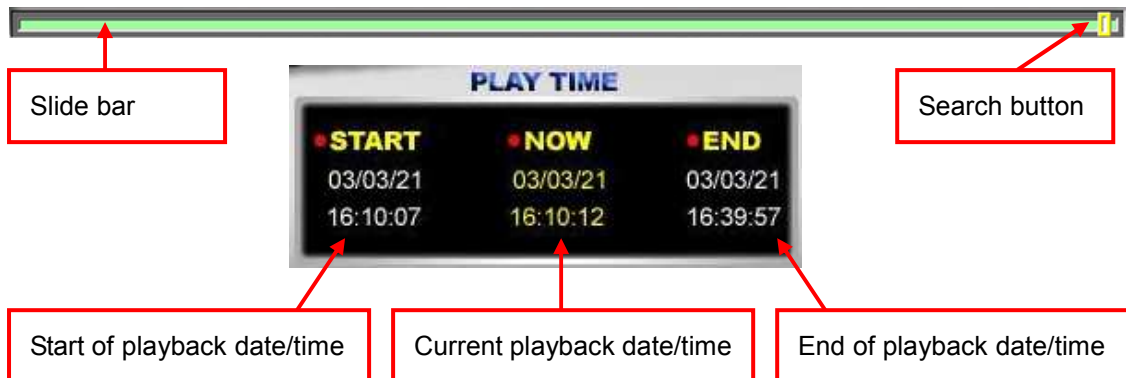 Slide bar
Search button
PLAY TIME
START NOW END
03/03/21 03/03/21 03/03/21
16:10:07 16:10:12 16:39:57
Start of playback date/time
Current playback date/time
End of playback date/time